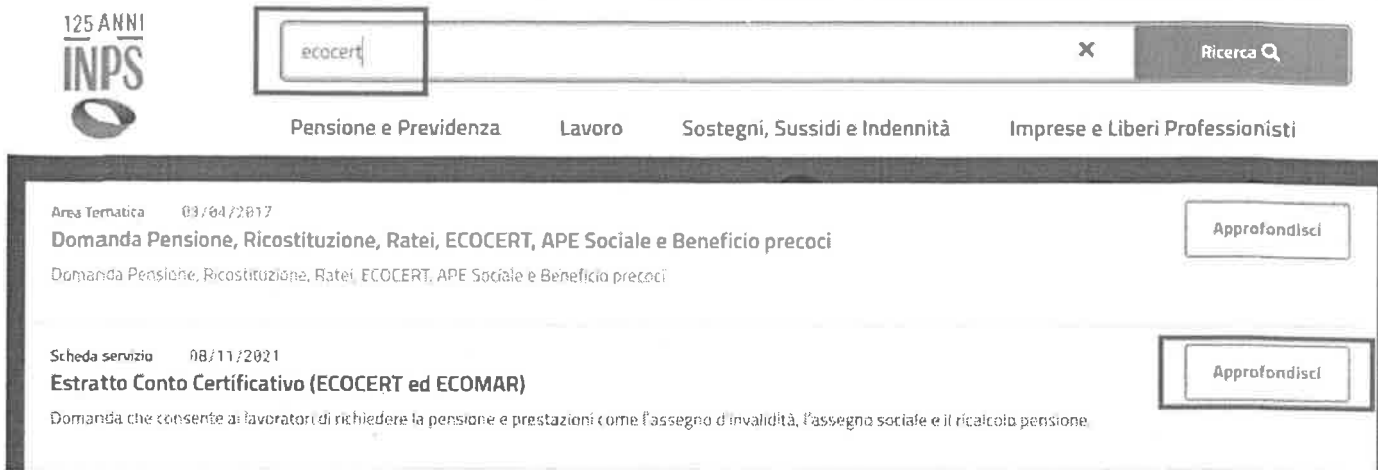 125 ANNI
INPS
ecocert
× Ricerca
Pensione e Previdenza Lavoro Sostegni, Sussidi e Indennità Imprese e Liberi Professionisti
Area Tematica 03/04/2017
Approfondisci
Domanda Pensione, Ricostituzione, Ratei, ECOCERT, APE Sociale e Beneficio precoci
Domanda Pensione, Ricostituzione, Ratei, ECOCERT, APE Sociale e Beneficio precoci
Scheda servizio 08/11/2021
Approfondisci
Estratto Conto Certificativo (ECOCERT ed ECOMAR)
Domanda che consente ai lavoratori di richiedere la pensione e prestazioni come l'assegno d'invalidità, l'assegno sociale e il ricalcolo pensione.